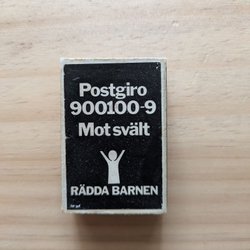 Postgiro
900100-9
Mot svält
RÄDDA BARNEN